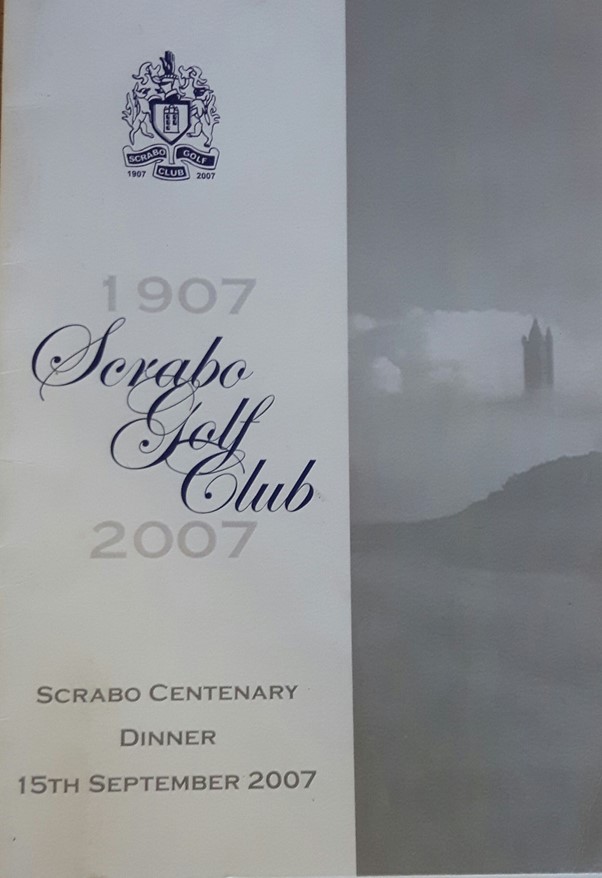 SCRABO GOLF
CLUB
1907 2007
1907
Scrabo
Golf
Club
2007
SCRABO CENTENARY
DINNER
15TH SEPTEMBER 2007